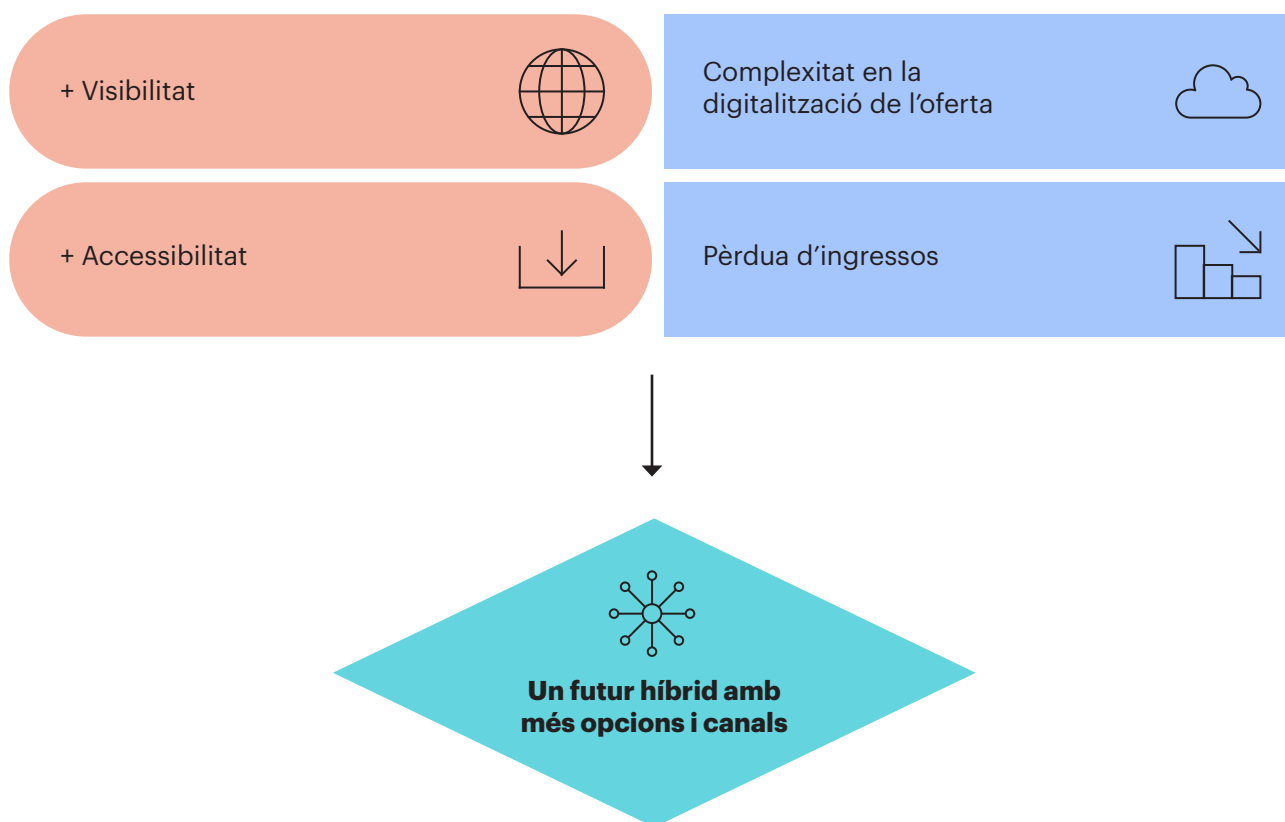 + Visibilitat
Complexitat en la
digitalització de l’oferta
+ Accessibilitat
Pèrdua d’ingressos
Un futur híbrid amb
més opcions i canals